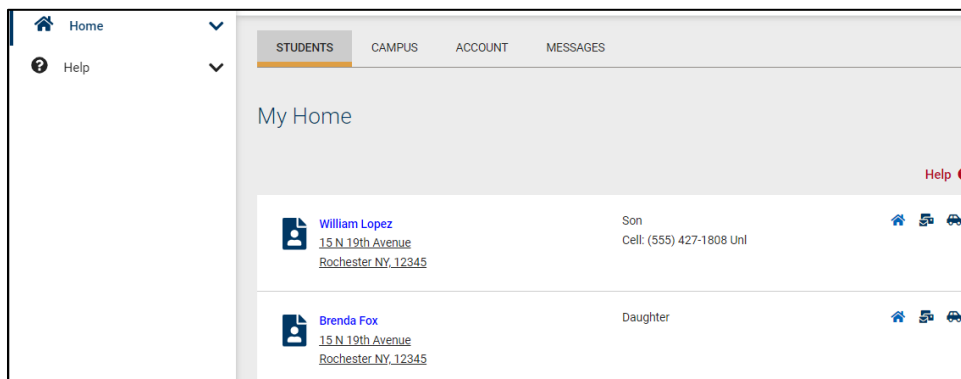 Home
Help
STUDENTS CAMPUS ACCOUNT MESSAGES
My Home
Help
William Lopez
Son
15 N 19th Avenue
Cell: (555) 427-1808 Unl
Rochester NY, 12345
Brenda Fox
Daughter
15 N 19th Avenue
Rochester NY, 12345